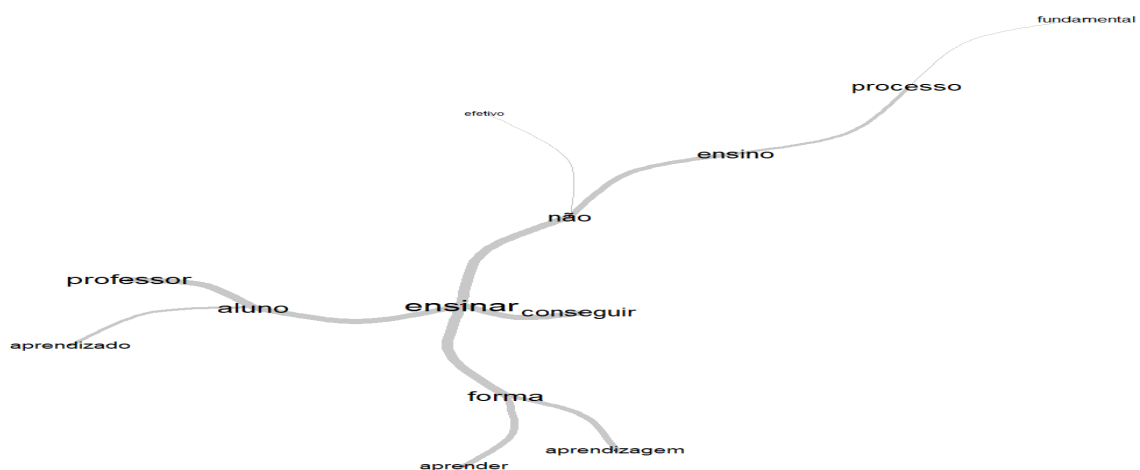 fundamental
processo
efetivo
ensino
não
professor
aluno
ensinar
conseguir
aprendizado
forma
aprendizagem
aprender